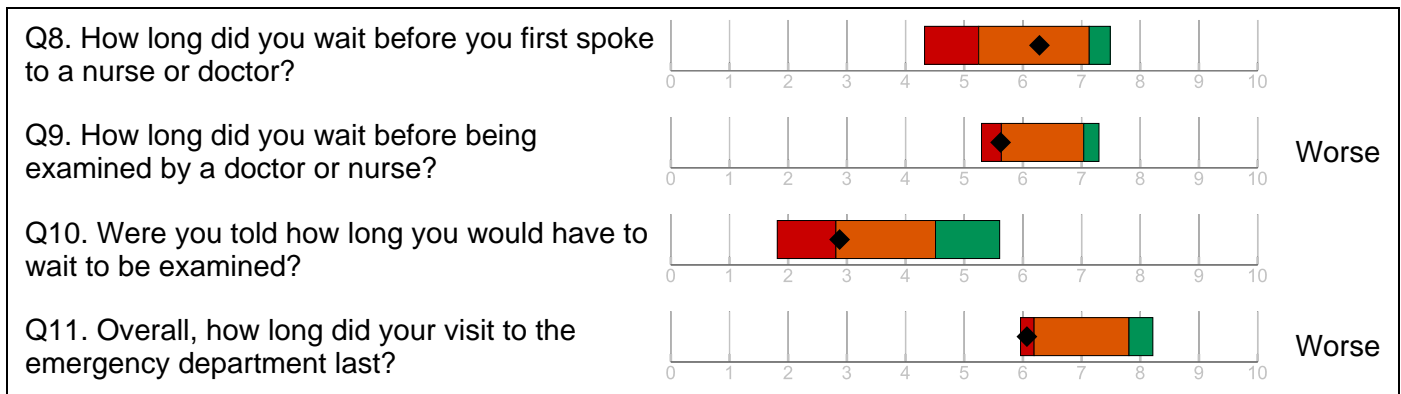 Q8. How long did you wait before you first spoke
to a nurse or doctor?
0 1 2 3 4 5 6 7 8 9 10
Q9. How long did you wait before being
examined by a doctor or nurse?
Worse
0 1 2 3 4 5 6 7 8 9 10
Q10. Were you told how long you would have to
wait to be examined?
0 1 2 3 4 5 6 7 8 9 10
Q11. Overall, how long did your visit to the
emergency department last?
Worse
0 1 2 3 4 5 6 7 8 9 10